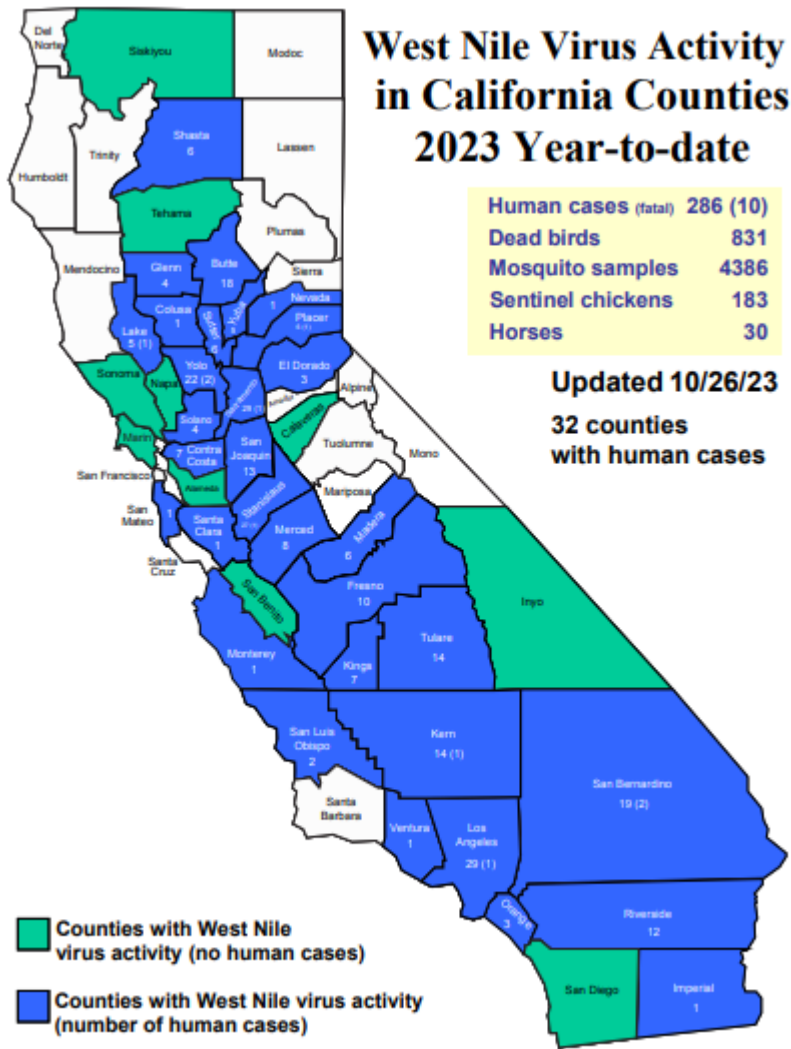 West Nile Virus Activity
in California Counties
2023 Year-to-date
Human cases (fatal) 286 (10)
Dead birds 831
Mosquito samples 4386
Sentinel chickens 183
Horses 30
Updated 10/26/23
32 counties
with human cases
Del
Norte
Siskiyou
Modoc
Shasta
6
Lassen
Trinity
Humboldt
Tehama
Plumas
Mendocino
Glenn
4
Butte
18
Sierra
Colusa
1
Sutter
6
Yuba
1 Nevada
Placer
Lake
5 (1)
Sonoma
Napa
Yolo
22 (2)
El Dorado
3
Sacramento
Amador
Alpine
Solano
4
Marin
Calaveras
Tuolumne
Mono
7 Contra
Costa
San
Joaquin
13
San Francisco
Alameda
Stanislaus
Mariposa
San
Mateo
1
Santa
Clara
1
Merced
8
Madera
6
Santa
Cruz
San Benito
Fresno
10
Inyo
Monterey
1
Kings
7
Tulare
14
San Luis
Obispo
2
Kern
14 (1)
San Bernardino
19 (2)
Santa
Barbara
Ventura
1
Los
Angeles
29 (1)
Orange
3
Riverside
12
San Diego
Imperial
1
Counties with West Nile
virus activity (no human cases)
Counties with West Nile virus activity
(number of human cases)